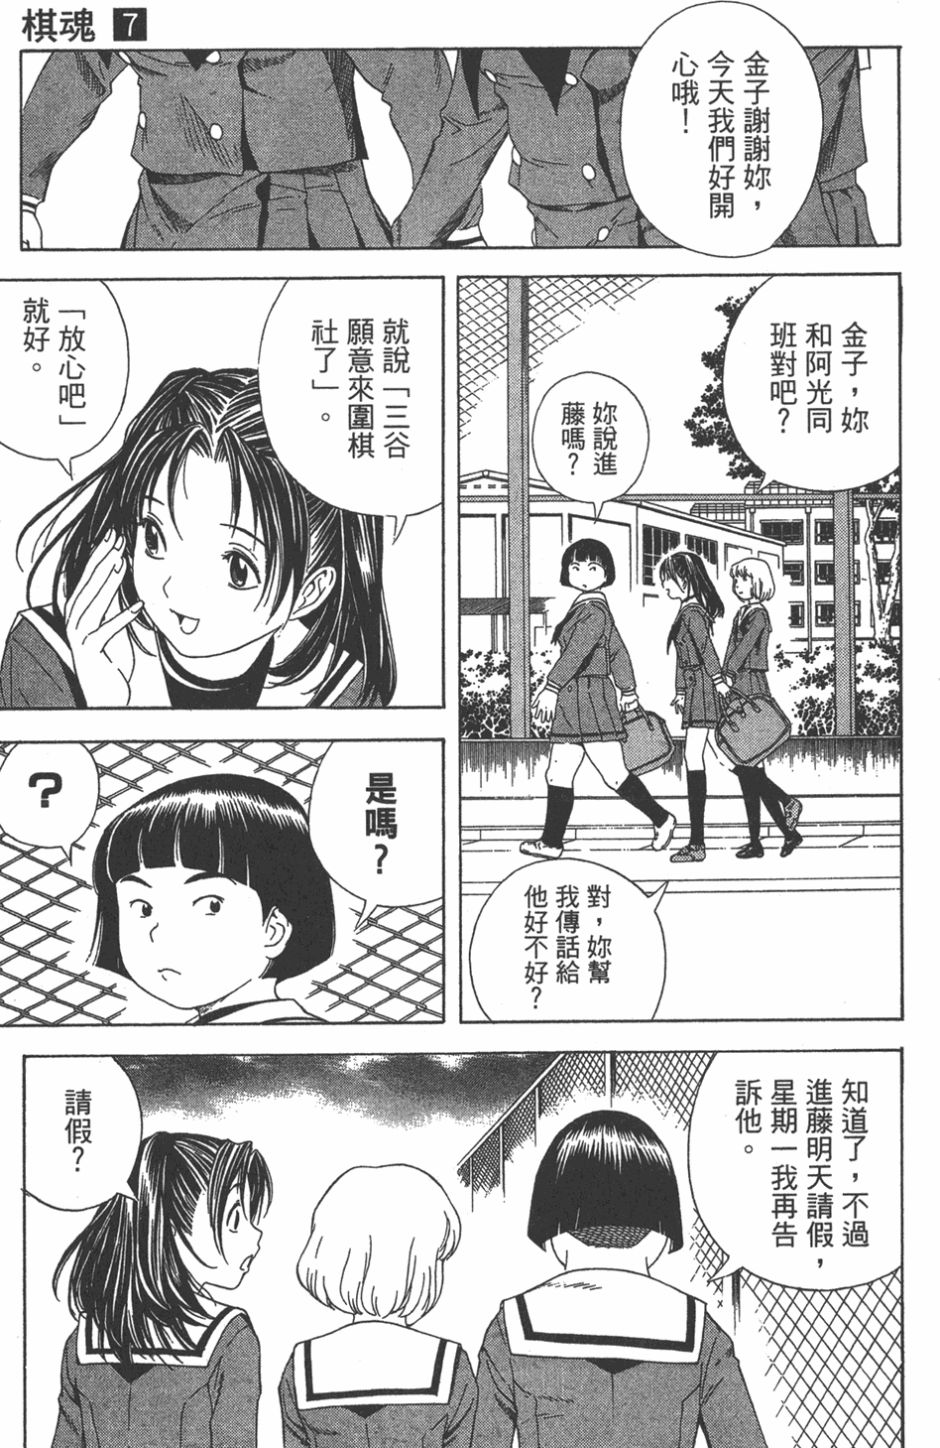 棋魂 7
金子謝謝妳，
今天我們好開
心哦！
金子，妳
和阿光同
班對吧？
妳說進
藤嗎？
對，妳幫
我傳話給
他好不好？
就說「三谷
願意來圍棋
社了」。
「放心吧」
就好。
是嗎？
？
知道了，不過
進藤明天請假，
星期一我再告
訴他。
請假？